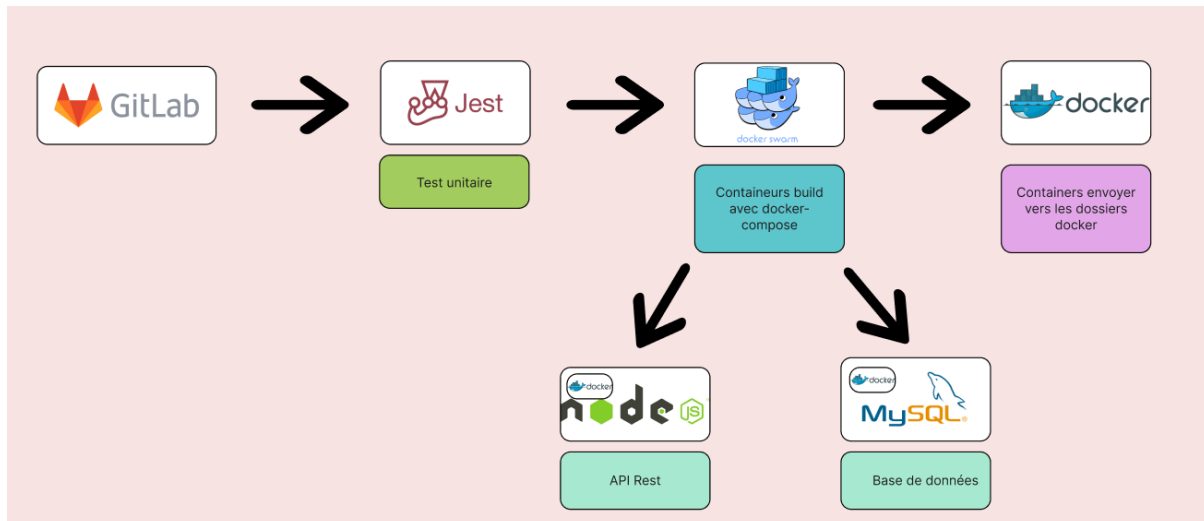 GitLab
Jest
docker swarm
docker
Test unitaire
Containeurs build
avec docker-
compose
Containers envoyer
vers les dossiers
docker
docker
node
JS
docker
MySQL®
API Rest
Base de données